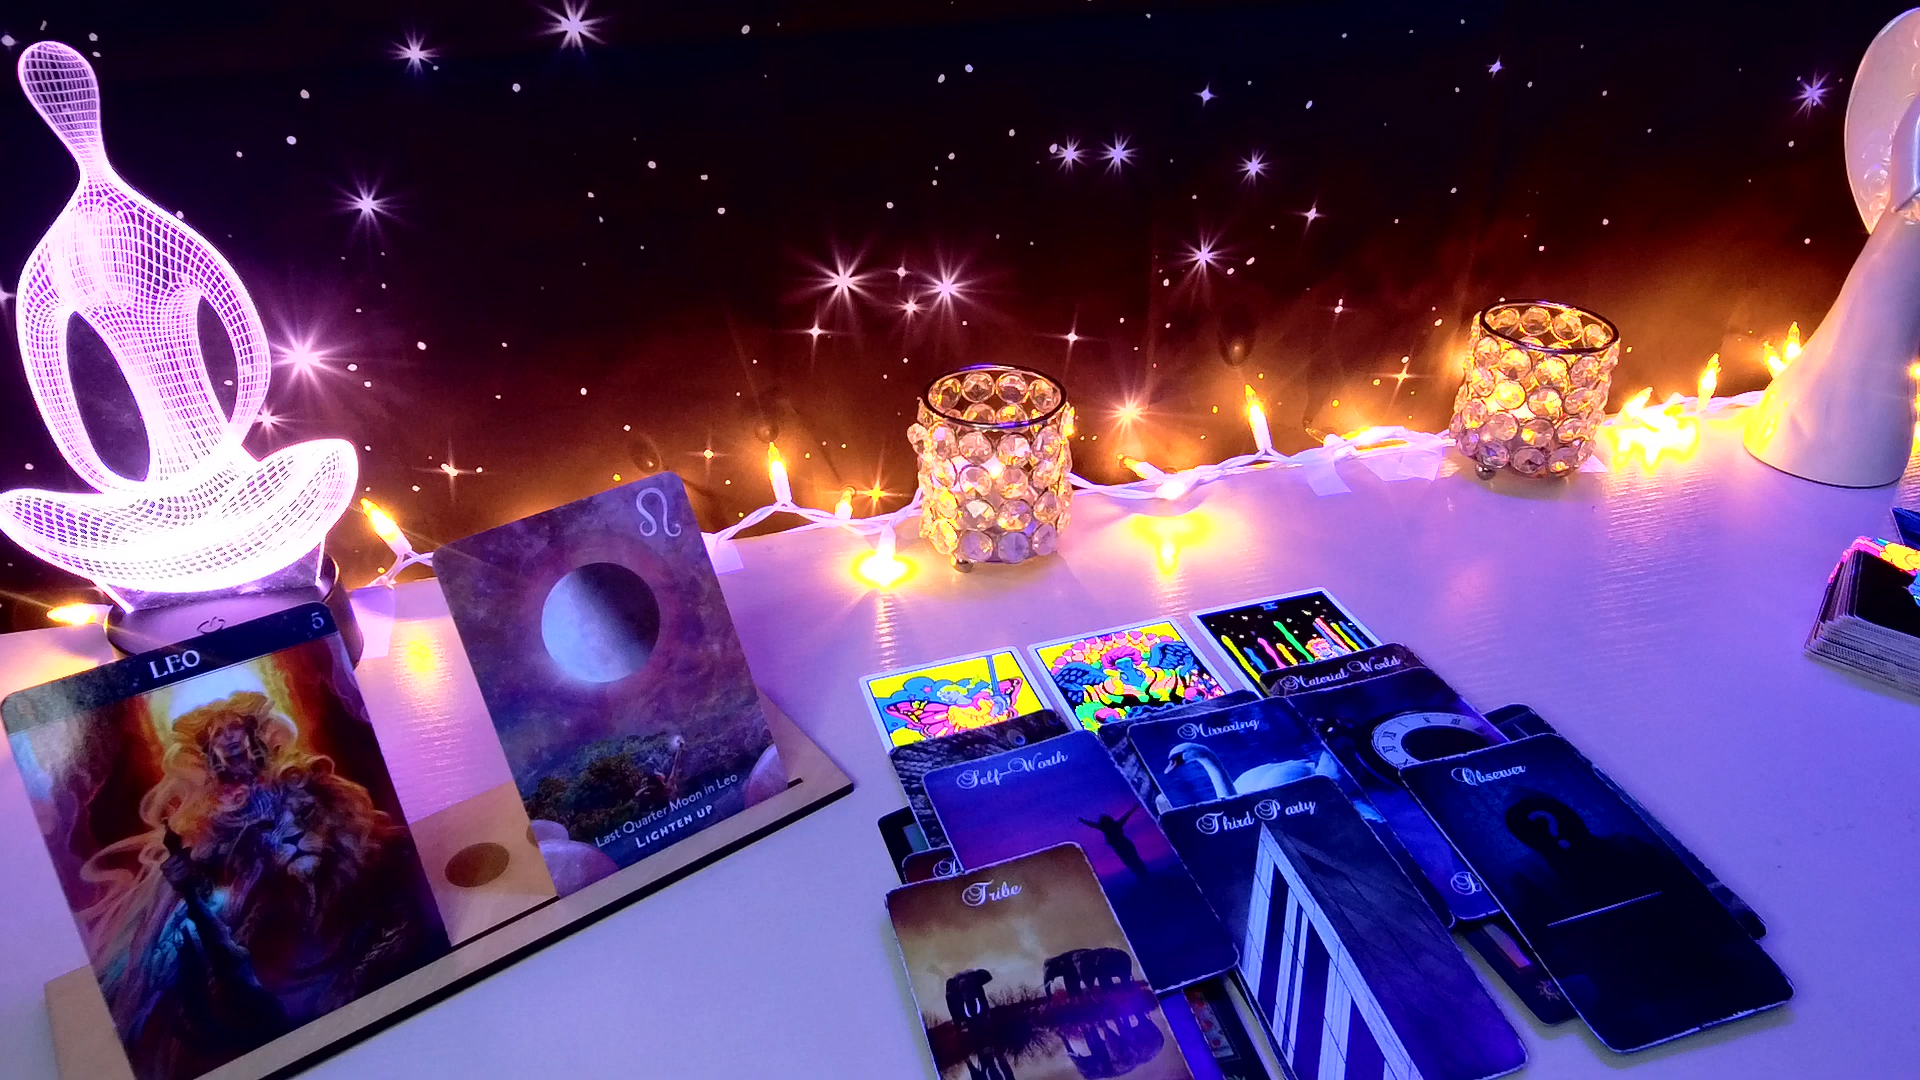 LEO
5
Last Quarter Moon in Leo
LIGHTEN UP
Material World
Mirroring
Self-Worth
Observer
Third Party
Tribe